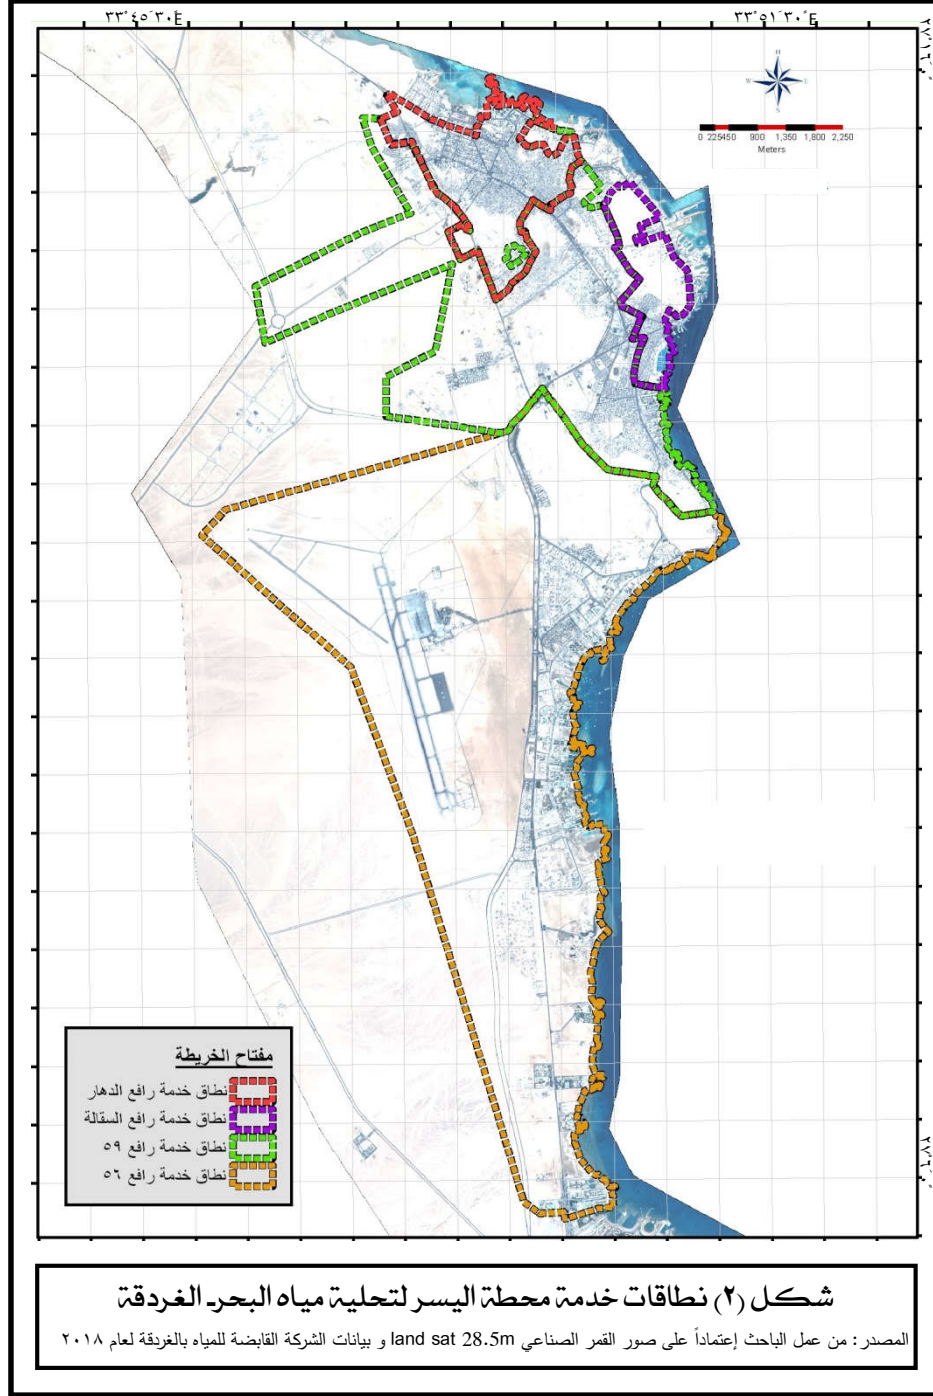 ٣٣°٤٥'٣٠"E
٣٣°٥١'٣٠"E
N
W
E
S
0 225450 900 1,350 1,800 2,250
Meters
مفتاح الخريطة
نطاق خدمة رافع الدهار
نطاق خدمة رافع السقالة
نطاق خدمة رافع ٥٩
نطاق خدمة رافع ٥٦
شكل (٢) نطاقات خدمة محطة اليسر لتحلية مياه البحر۔ الغردقة
المصدر: من عمل الباحث إعتماداً على صور القمر الصناعي land sat 28.5m و بيانات الشركة القابضة للمياه بالغردقة لعام ٢٠١٨